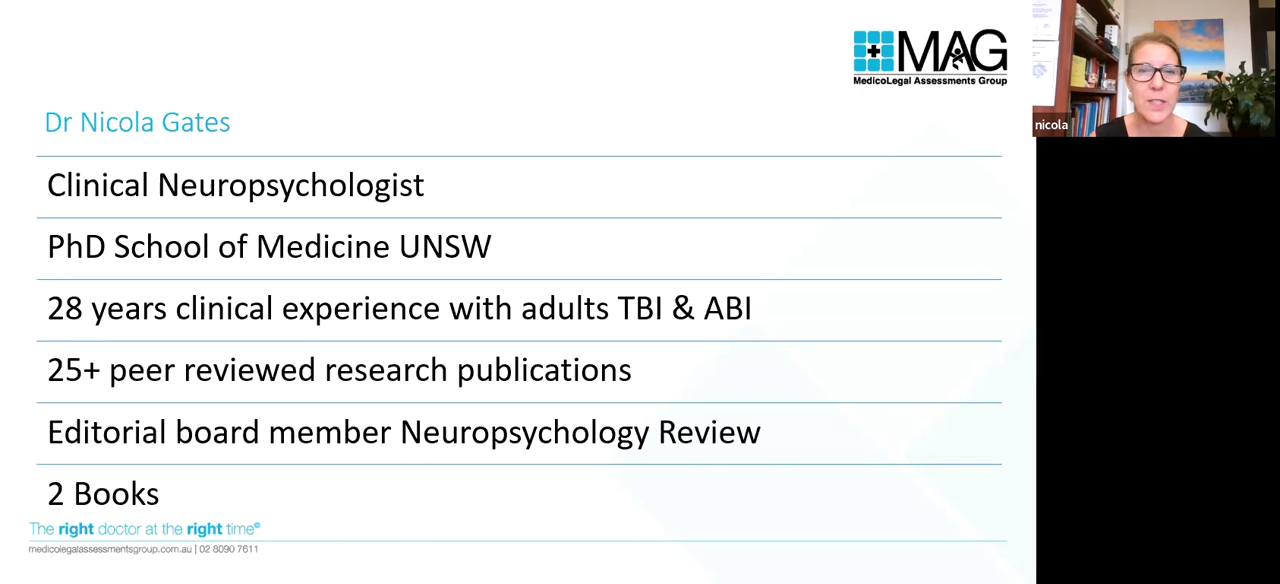 MAG
MedicoLegal Assessments Group
nicola
Dr Nicola Gates
Clinical Neuropsychologist
PhD School of Medicine UNSW
28 years clinical experience with adults TBI & ABI
25+ peer reviewed research publications
Editorial board member Neuropsychology Review
2 Books
The right doctor at the right time©
medicolegalassessmentsgroup.com.au | 02 8090 7611